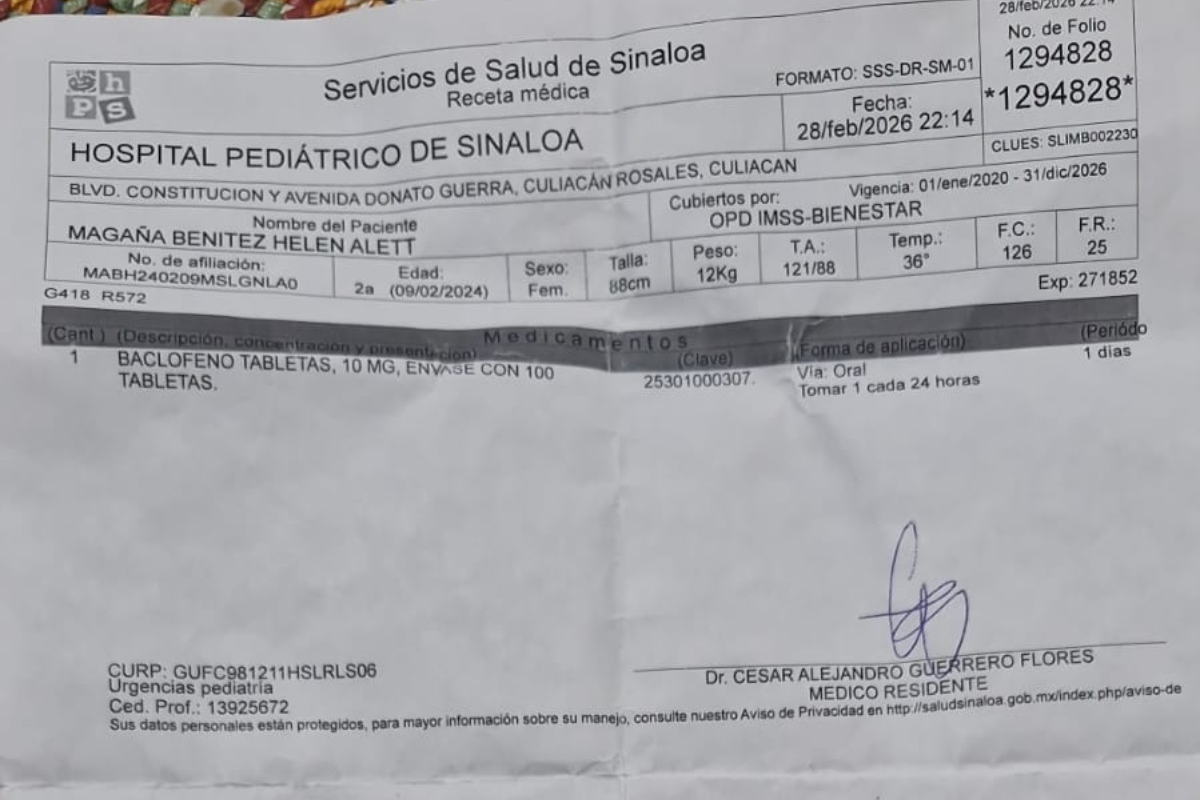 28/feb/2026 22:14
No. de Folio
1294828
*1294828*
CLUES: SLIMB002230
hps
Servicios de Salud de Sinaloa
Receta médica
FORMATO: SSS-DR-SM-01
Fecha:
28/feb/2026 22:14
HOSPITAL PEDIÁTRICO DE SINALOA
BLVD. CONSTITUCION Y AVENIDA DONATO GUERRA, CULIACÁN ROSALES, CULIACAN
Cubiertos por:
Vigencia: 01/ene/2020 - 31/dic/2026
OPD IMSS-BIENESTAR
Nombre del Paciente
MAGAÑA BENITEZ HELEN ALETT
No. de afiliación:
MABH240209MSLGNLA0
Edad:
2a (09/02/2024)
Sexo:
Fem.
Talla:
88cm
Peso:
12Kg
T.A.:
121/88
Temp.:
36°
F.C.:
126
F.R.:
25
G418 R572
Exp: 271852
Medicamentos
(Cant) (Descripción, concentración y presentación) (Clave) (Forma de aplicación) (Periódo
1 BACLOFENO TABLETAS, 10 MG, ENVASE CON 100 TABLETAS. 25301000307. Vía: Oral 1 dias
Tomar 1 cada 24 horas
CURP: GUFC981211HSLRLS06
Urgencias pediatria
Ced. Prof.: 13925672
Dr. CESAR ALEJANDRO GUERRERO FLORES
MEDICO RESIDENTE
Sus datos personales están protegidos, para mayor información sobre su manejo, consulte nuestro Aviso de Privacidad en http://saludsinaloa.gob.mx/index.php/aviso-de